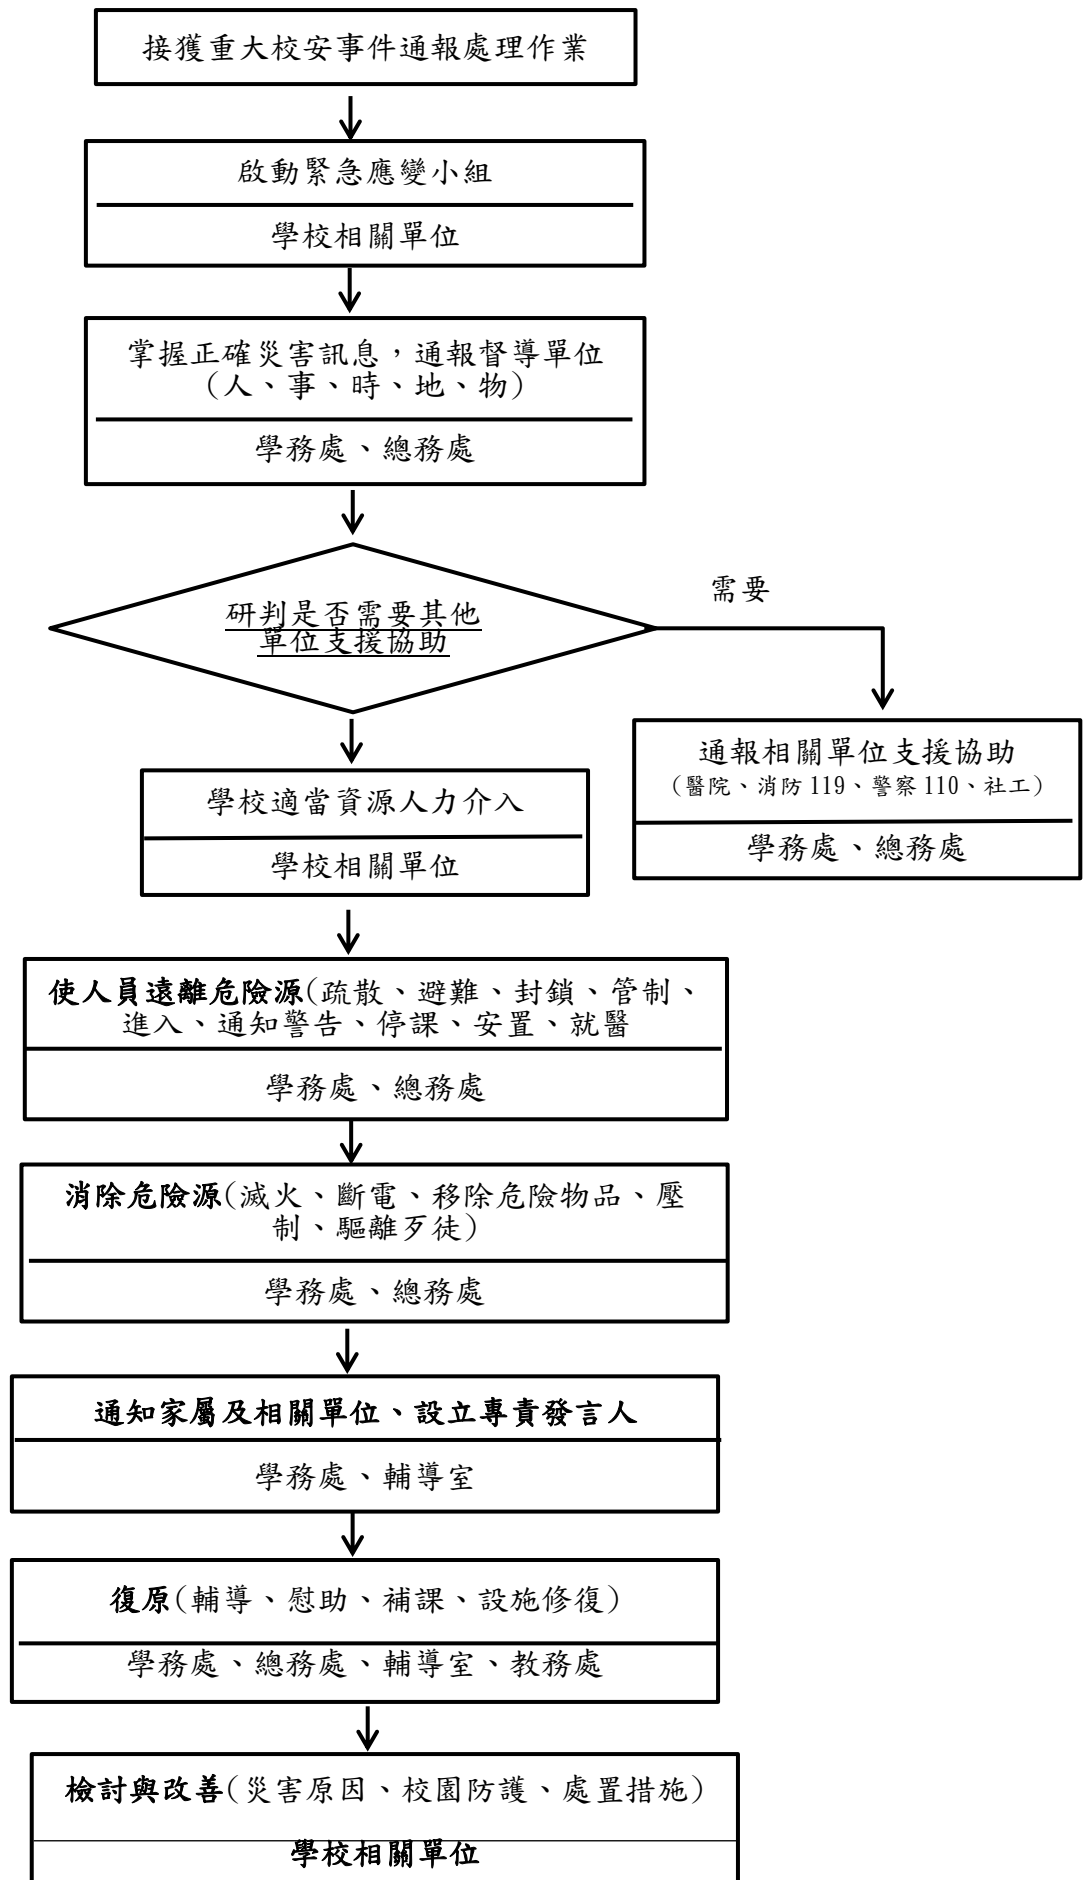 接獲重大校安事件通報處理作業
啟動緊急應變小組
學校相關單位
掌握正確災害訊息，通報督導單位
(人、事、時、地、物)
學務處、總務處
研判是否需要其他
單位支援協助
需要
通報相關單位支援協助
(醫院、消防 119、警察 110、社工)
學務處、總務處
學校適當資源人力介入
學校相關單位
使人員遠離危險源(疏散、避難、封鎖、管制、
進入、通知警告、停課、安置、就醫
學務處、總務處
消除危險源(滅火、斷電、移除危險物品、壓
制、驅離歹徒)
學務處、總務處
通知家屬及相關單位、設立專責發言人
學務處、輔導室
復原(輔導、慰助、補課、設施修復)
學務處、總務處、輔導室、教務處
檢討與改善(災害原因、校園防護、處置措施)
學校相關單位